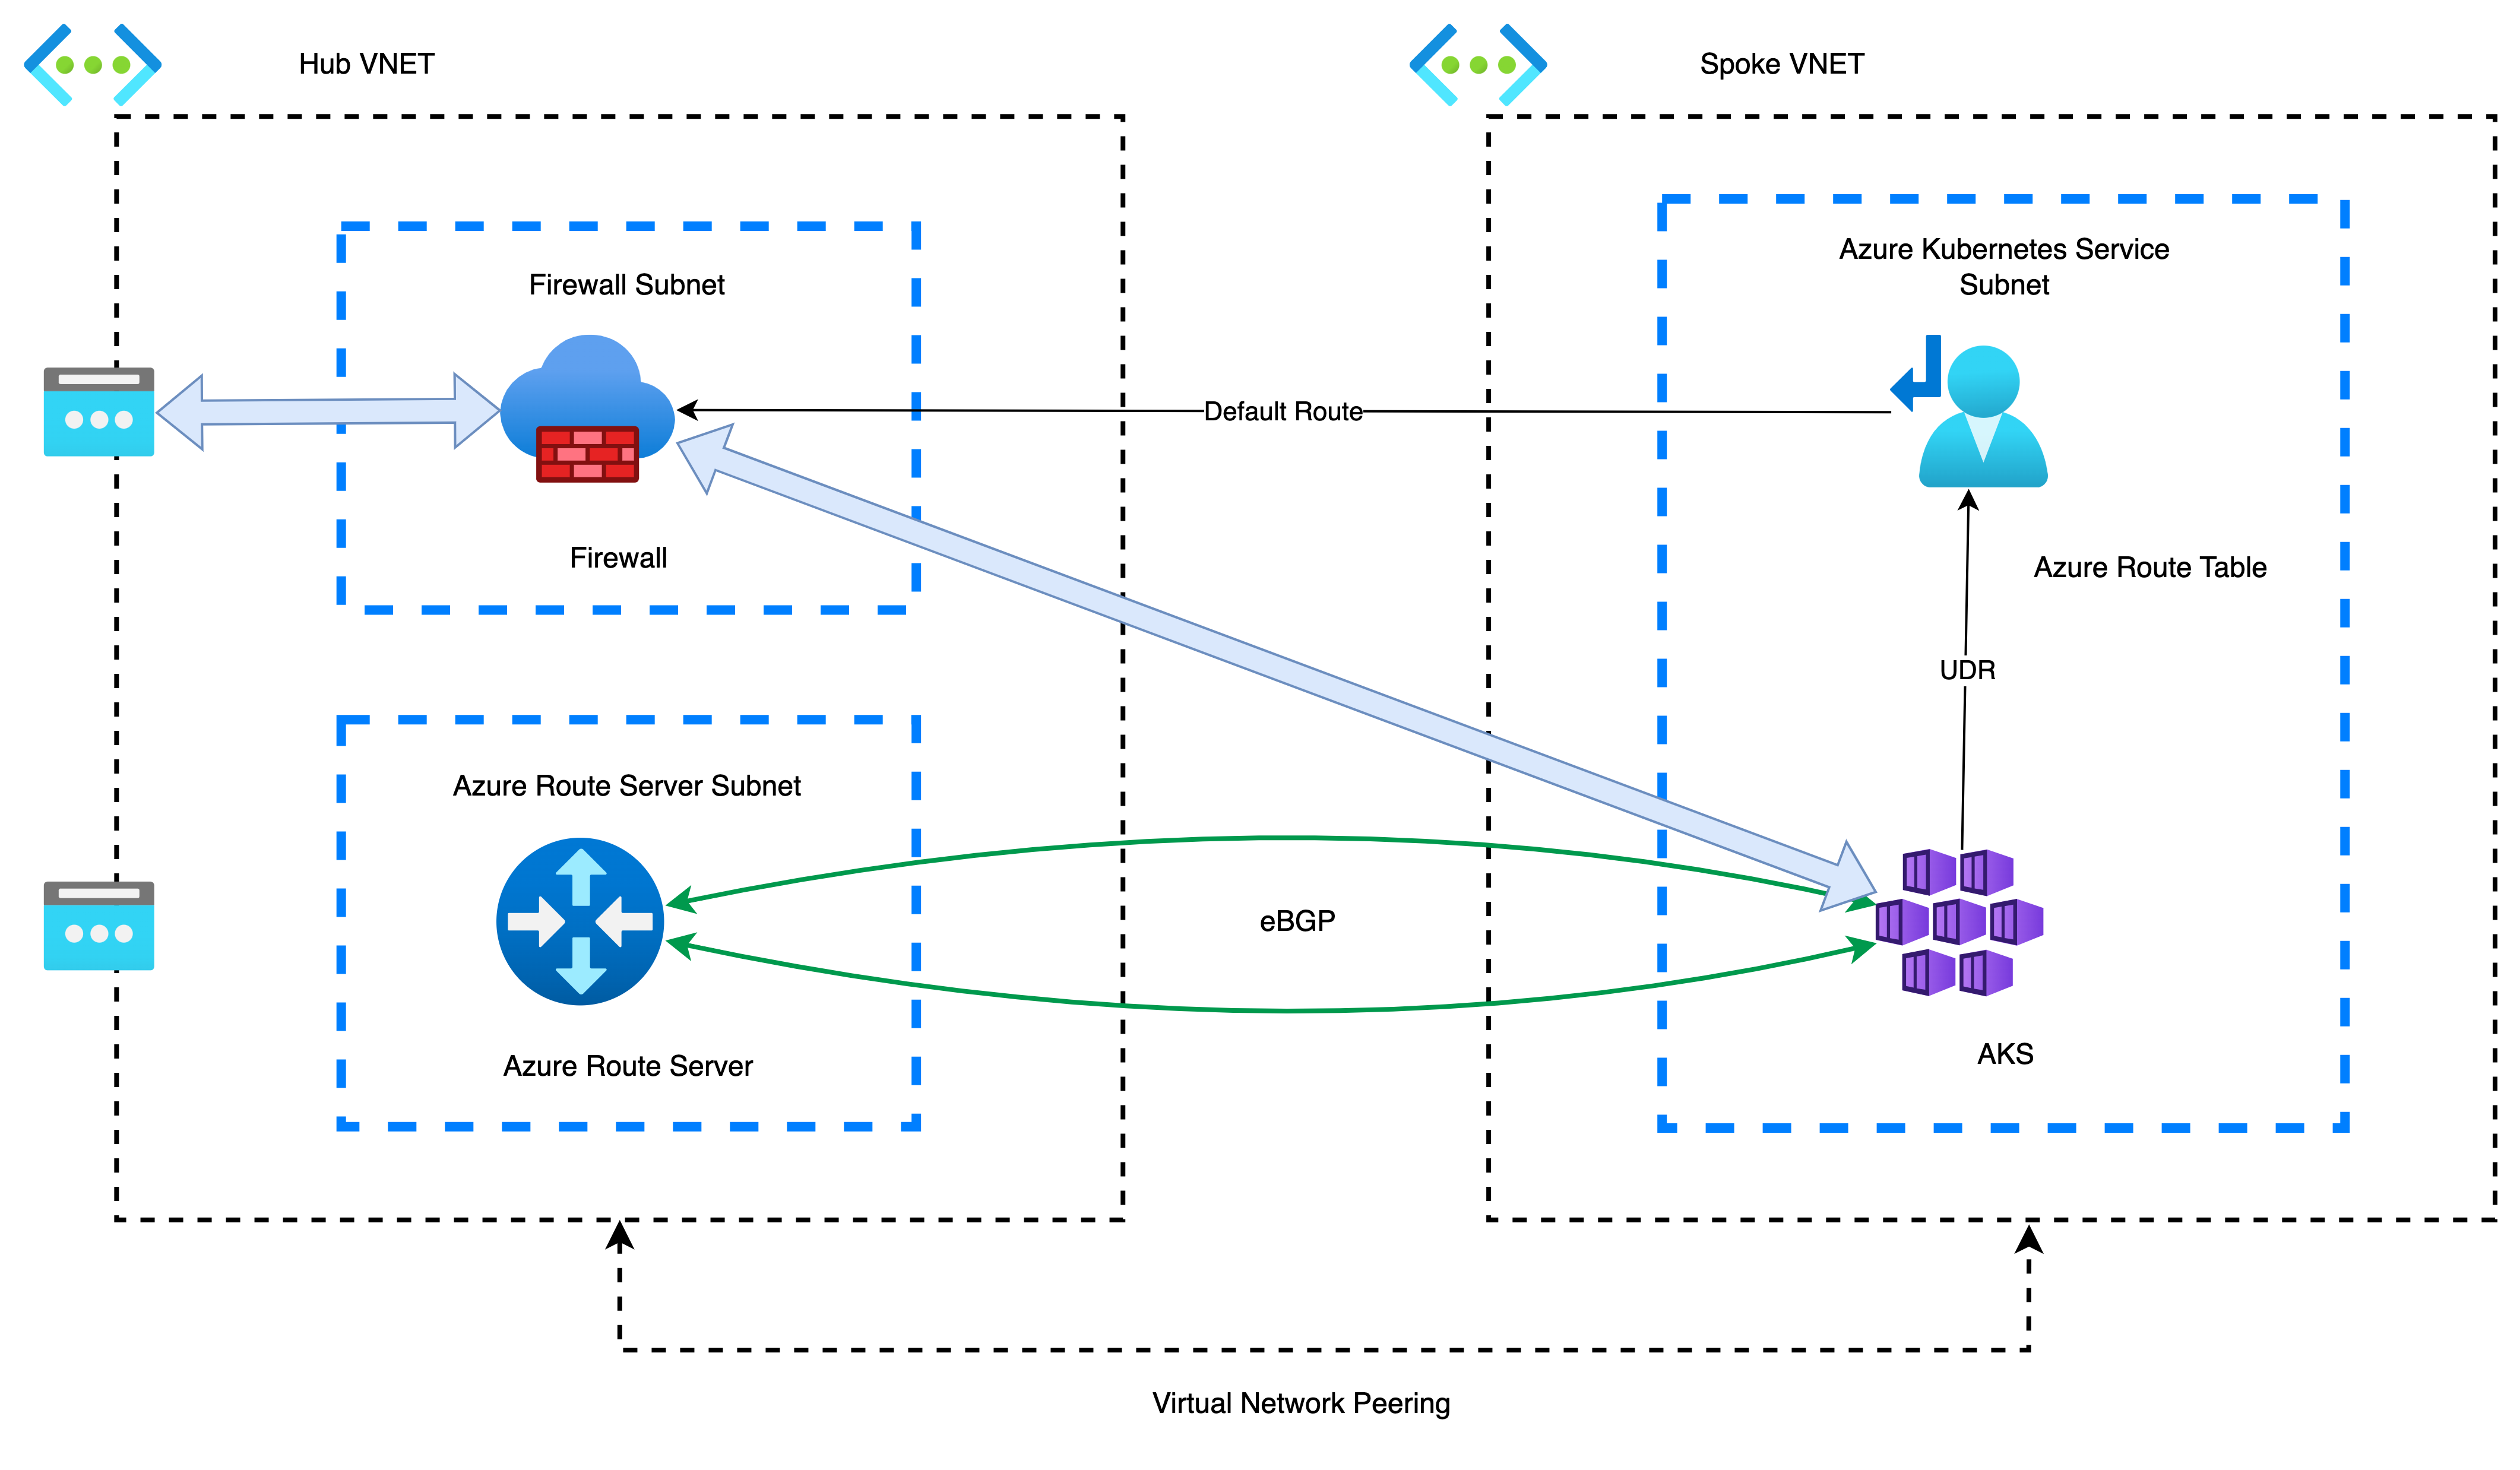 Hub VNET
Spoke VNET
Firewall Subnet
Firewall
Azure Kubernetes Service
Subnet
Default Route
Azure Route Table
UDR
Azure Route Server Subnet
Azure Route Server
eBGP
AKS
Virtual Network Peering